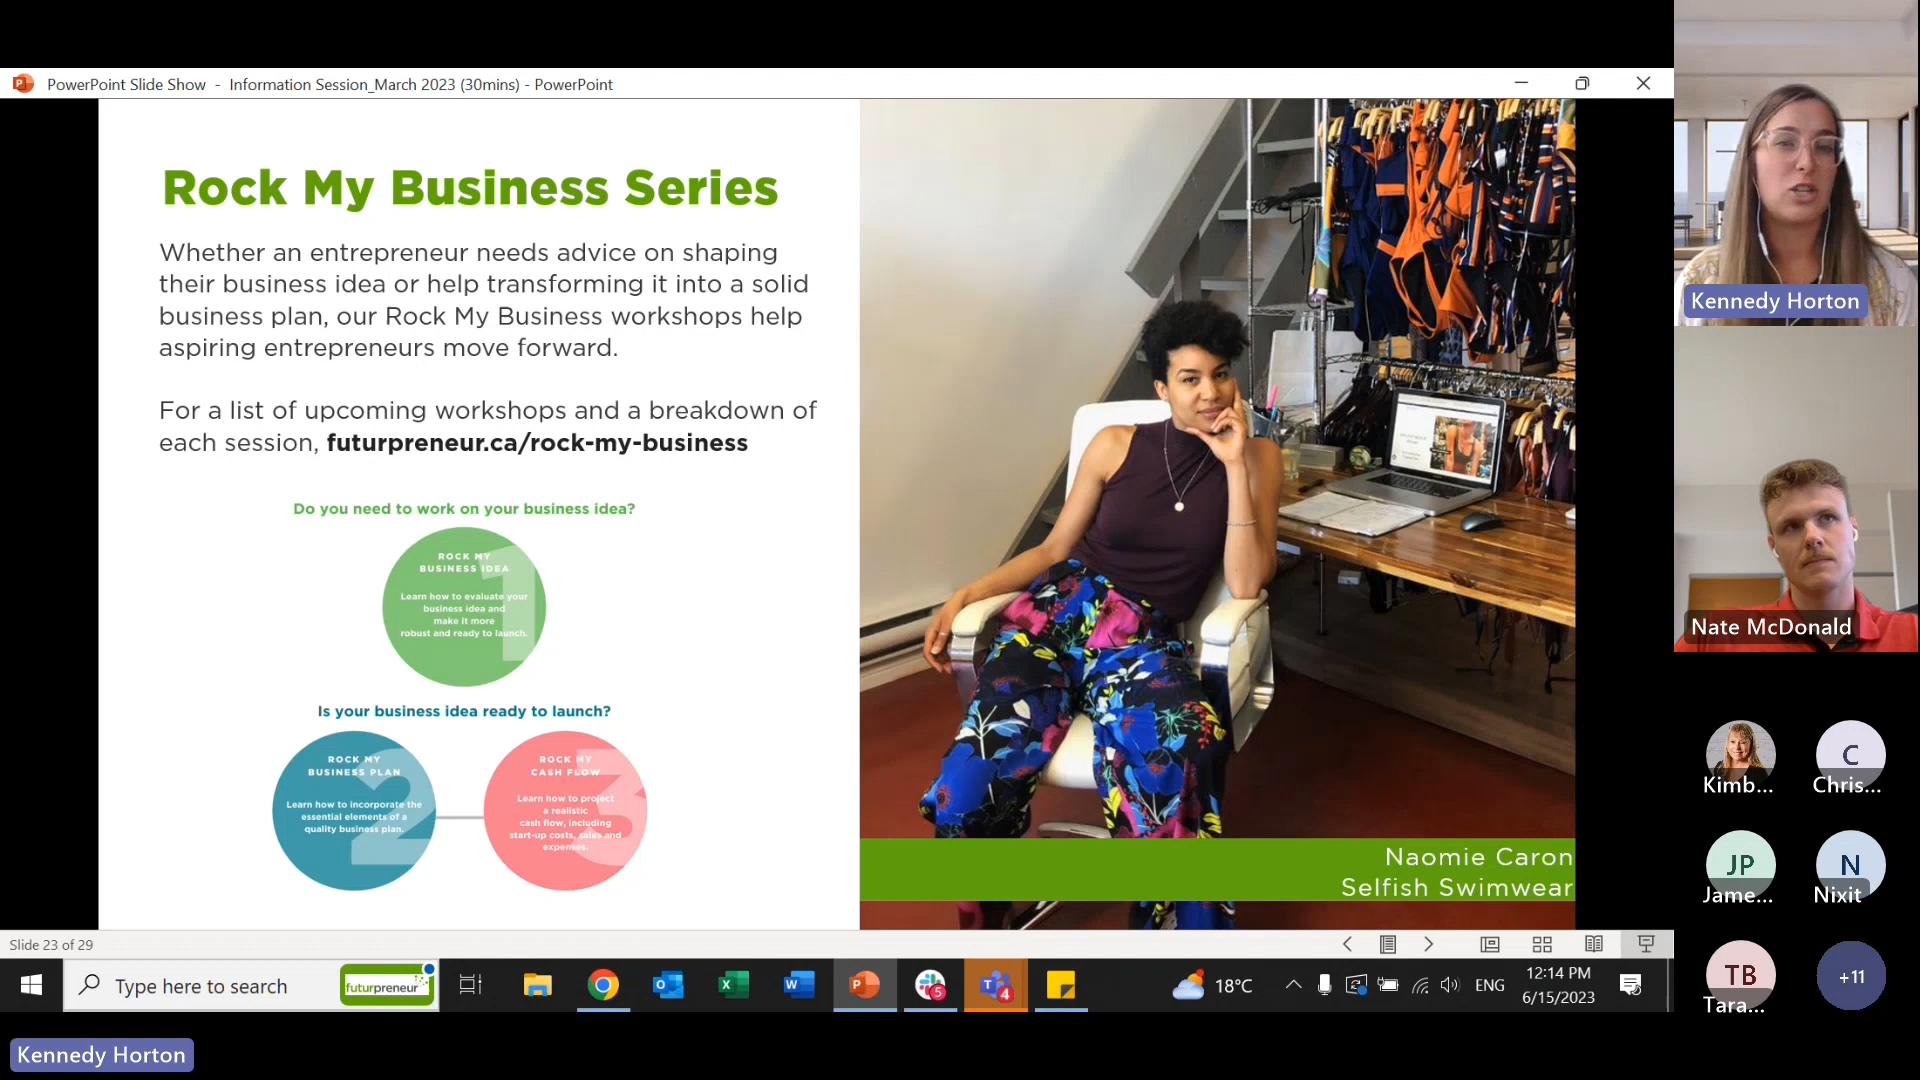 PowerPoint Slide Show - Information Session_March 2023 (30mins) - PowerPoint
Rock My Business Series
Whether an entrepreneur needs advice on shaping
their business idea or help transforming it into a solid
business plan, our Rock My Business workshops help
aspiring entrepreneurs move forward.
For a list of upcoming workshops and a breakdown of
each session, futurpreneur.ca/rock-my-business
Do you need to work on your business idea?
1
ROCK MY
BUSINESS IDEA
Learn how to evaluate your
business idea and
make it more
robust and ready to launch.
Is your business idea ready to launch?
2
ROCK MY
BUSINESS PLAN
Learn how to incorporate the
essential elements of a
quality business plan.
3
ROCK MY
CASH FLOW
Learn how to project
a realistic
cash flow, including
start-up costs, sales and
expenses.
Naomie Caron
Selfish Swimwear
Kennedy Horton
Nate McDonald
Kimb...
C
Chris...
JP
Jame...
N
Nixit
TB
Tara...
+11
Slide 23 of 29
Type here to search
futurpreneur
5
4
18°C
ENG
12:14 PM
6/15/2023
Kennedy Horton